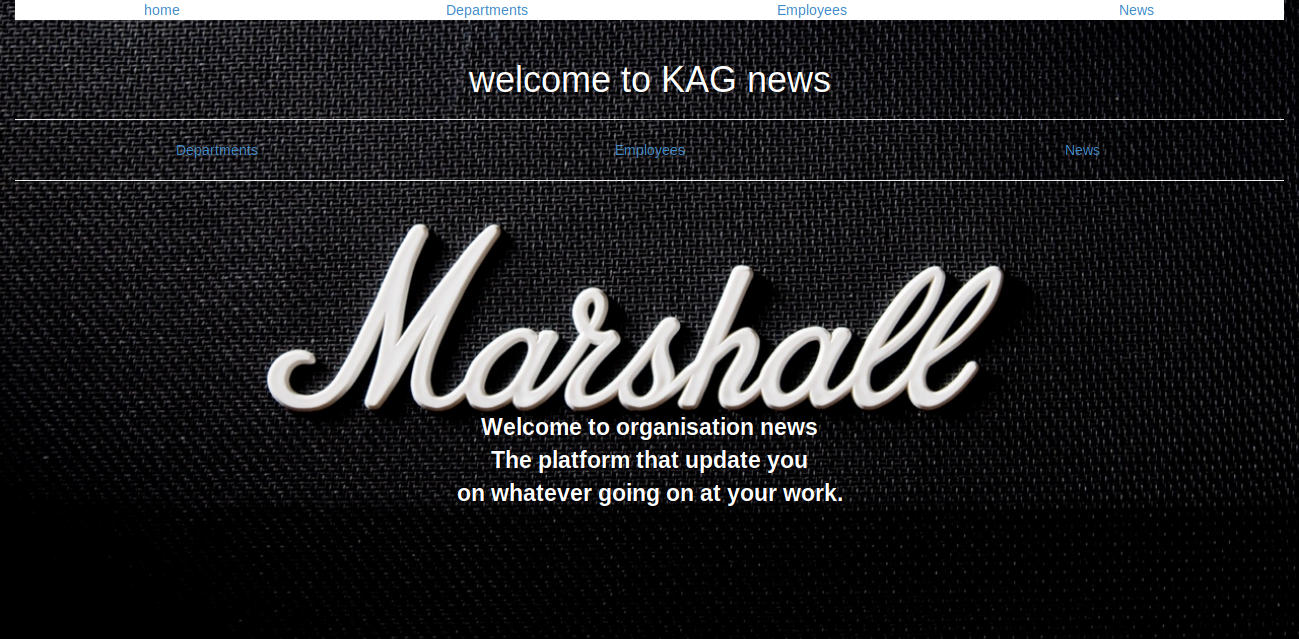 home Departments Employees News
welcome to KAG news
Departments Employees News
Marshall
Welcome to organisation news
The platform that update you
on whatever going on at your work.